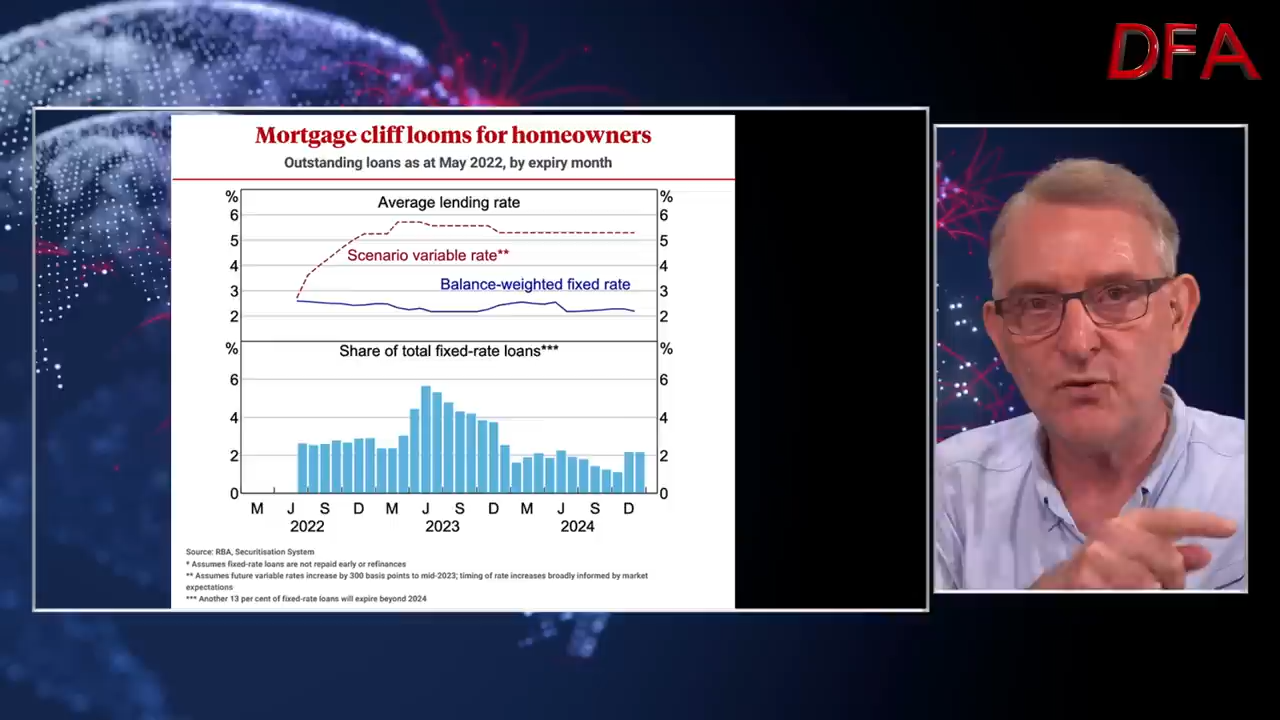 DFA
Mortgage cliff looms for homeowners
Outstanding loans as at May 2022, by expiry month
% Average lending rate %
6 6
5 5
Scenario variable rate**
4 4
Balance-weighted fixed rate
3 3
2 2
% Share of total fixed-rate loans*** %
6 6
4 4
2 2
0 0
M J S D M J S D M J S D
2022 2023 2024
Source: RBA, Securitisation System
* Assumes fixed-rate loans are not repaid early or refinances
** Assumes future variable rates increase by 300 basis points to mid-2023; timing of rate increases broadly informed by market
expectations
*** Another 13 per cent of fixed-rate loans will expire beyond 2024